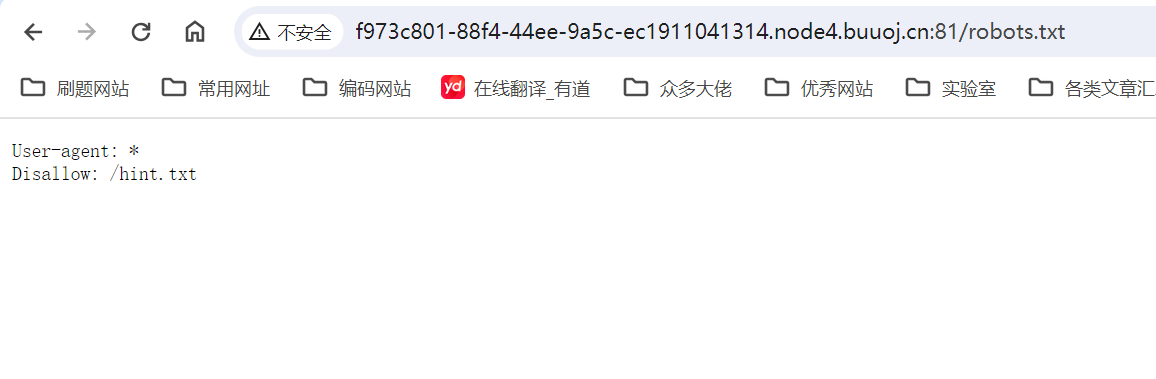 不安全 f973c801-88f4-44ee-9a5c-ec1911041314.node4.buuoj.cn:81/robots.txt
刷题网站 常用网址 编码网站 yd 在线翻译_有道 众多大佬 优秀网站 实验室 各类文章汇
User-agent: *
Disallow: /hint.txt